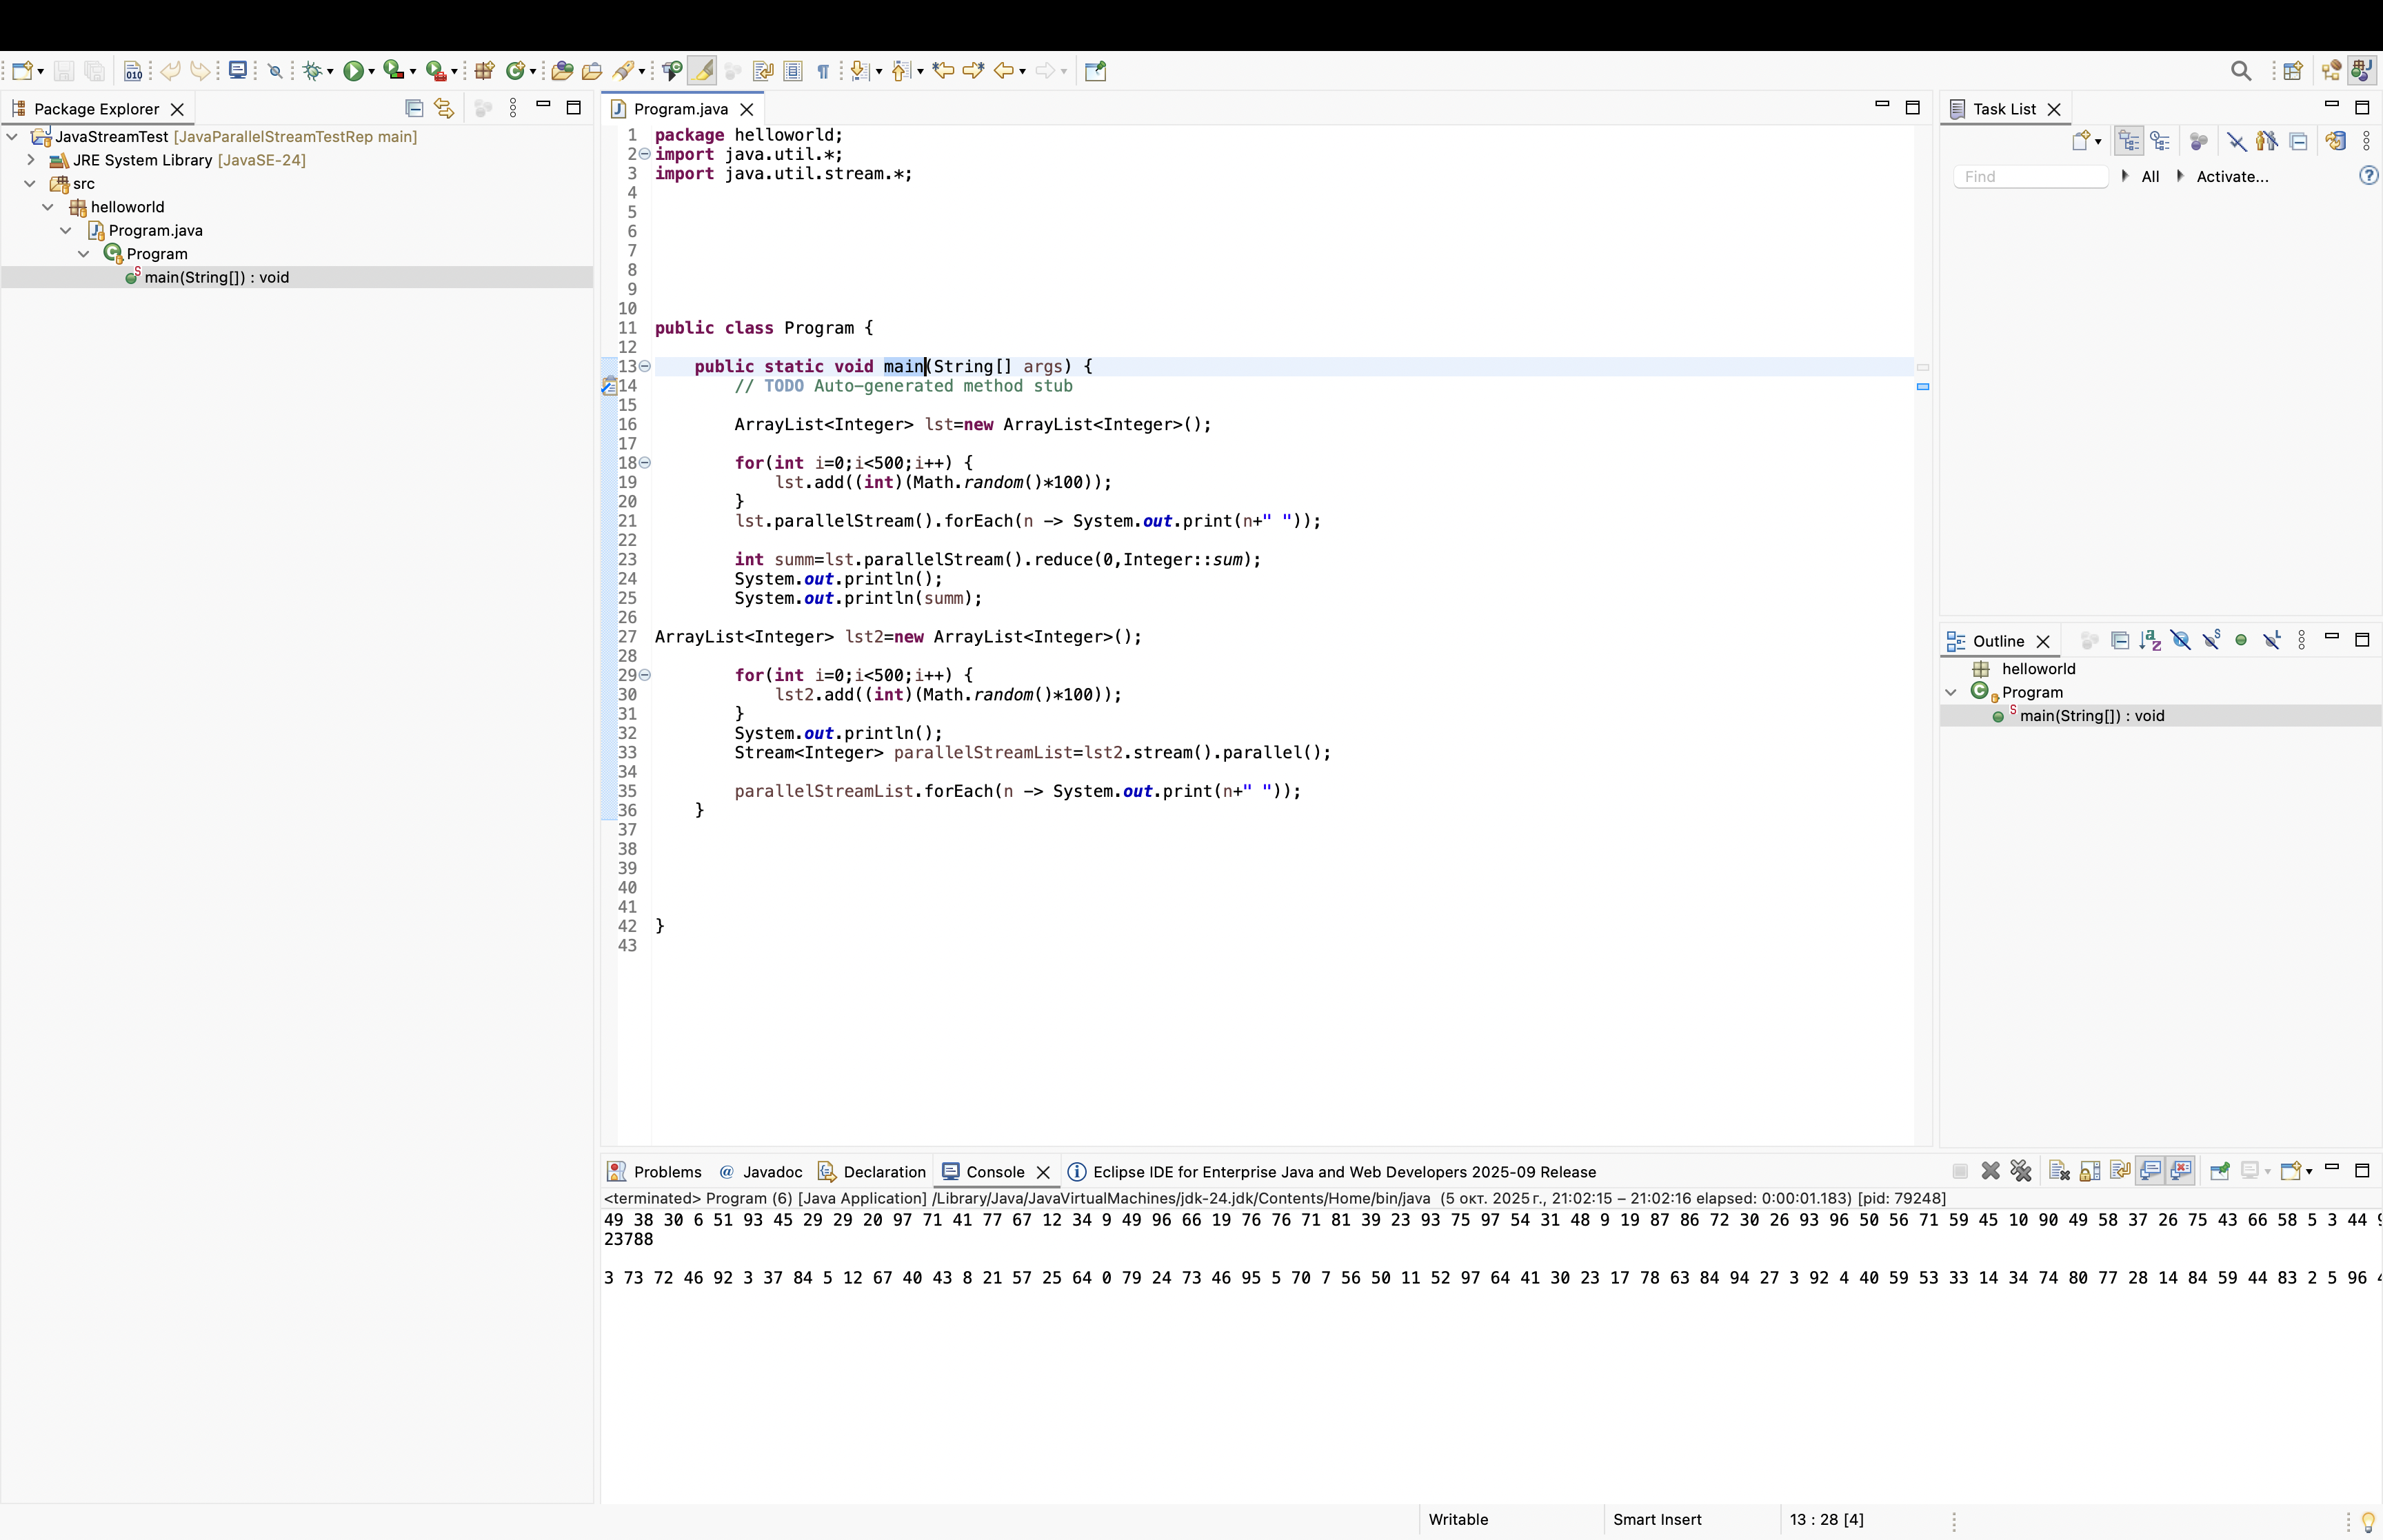 Package Explorer
JavaStreamTest [JavaParallelStreamTestRep main]
JRE System Library [JavaSE-24]
src
helloworld
Program.java
Program
main(String[]) : void
Program.java
1 package helloworld;
2 import java.util.*;
3 import java.util.stream.*;
4
5
6
7
8
9
10
11 public class Program {
12
13 public static void main(String[] args) {
14 // TODO Auto-generated method stub
15
16 ArrayList<Integer> lst=new ArrayList<Integer>();
17
18 for(int i=0;i<500;i++) {
19 lst.add((int)(Math.random()*100));
20 }
21 lst.parallelStream().forEach(n -> System.out.print(n+" "));
22
23 int summ=lst.parallelStream().reduce(0,Integer::sum);
24 System.out.println();
25 System.out.println(summ);
26
27 ArrayList<Integer> lst2=new ArrayList<Integer>();
28
29 for(int i=0;i<500;i++) {
30 lst2.add((int)(Math.random()*100));
31 }
32 System.out.println();
33 Stream<Integer> parallelStreamList=lst2.stream().parallel();
34
35 parallelStreamList.forEach(n -> System.out.print(n+" "));
36 }
37
38
39
40
41
42 }
43
Task List
Find All Activate...
Outline
helloworld
Program
main(String[]) : void
Problems Javadoc Declaration Console Eclipse IDE for Enterprise Java and Web Developers 2025-09 Release
<terminated> Program (6) [Java Application] /Library/Java/JavaVirtualMachines/jdk-24.jdk/Contents/Home/bin/java (5 окт. 2025 г., 21:02:15 – 21:02:16 elapsed: 0:00:01.183) [pid: 79248]
49 38 30 6 51 93 45 29 29 20 97 71 41 77 67 12 34 9 49 96 66 19 76 76 71 81 39 23 93 75 97 54 31 48 9 19 87 86 72 30 26 93 96 50 56 71 59 45 10 90 49 58 37 26 75 43 66 58 5 3 44
23788
3 73 72 46 92 3 37 84 5 12 67 40 43 8 21 57 25 64 0 79 24 73 46 95 5 70 7 56 50 11 52 97 64 41 30 23 17 78 63 84 94 27 3 92 4 40 59 53 33 14 34 74 80 77 28 14 84 59 44 83 2 5 96
Writable Smart Insert 13 : 28 [4]